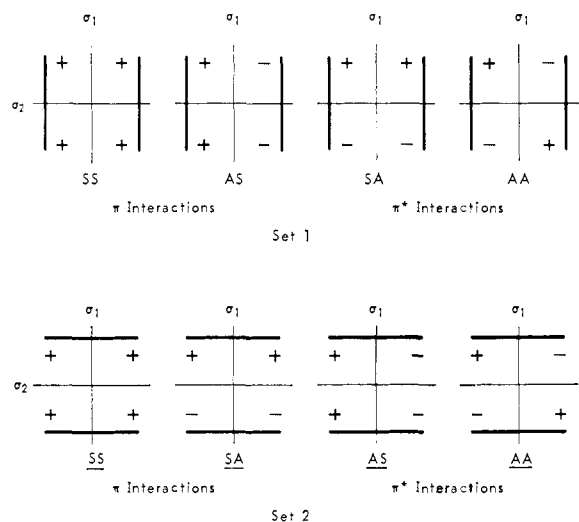 σ1 σ1 σ1 σ1
+ + + - + + + -
σ2
+ + + - - - - +
SS AS SA AA
π Interactions π* Interactions
Set 1
σ1 σ1 σ1 σ1
+ + + + + - + -
σ2
+ + - - + - - +
SS SA AS AA
π Interactions π* Interactions
Set 2